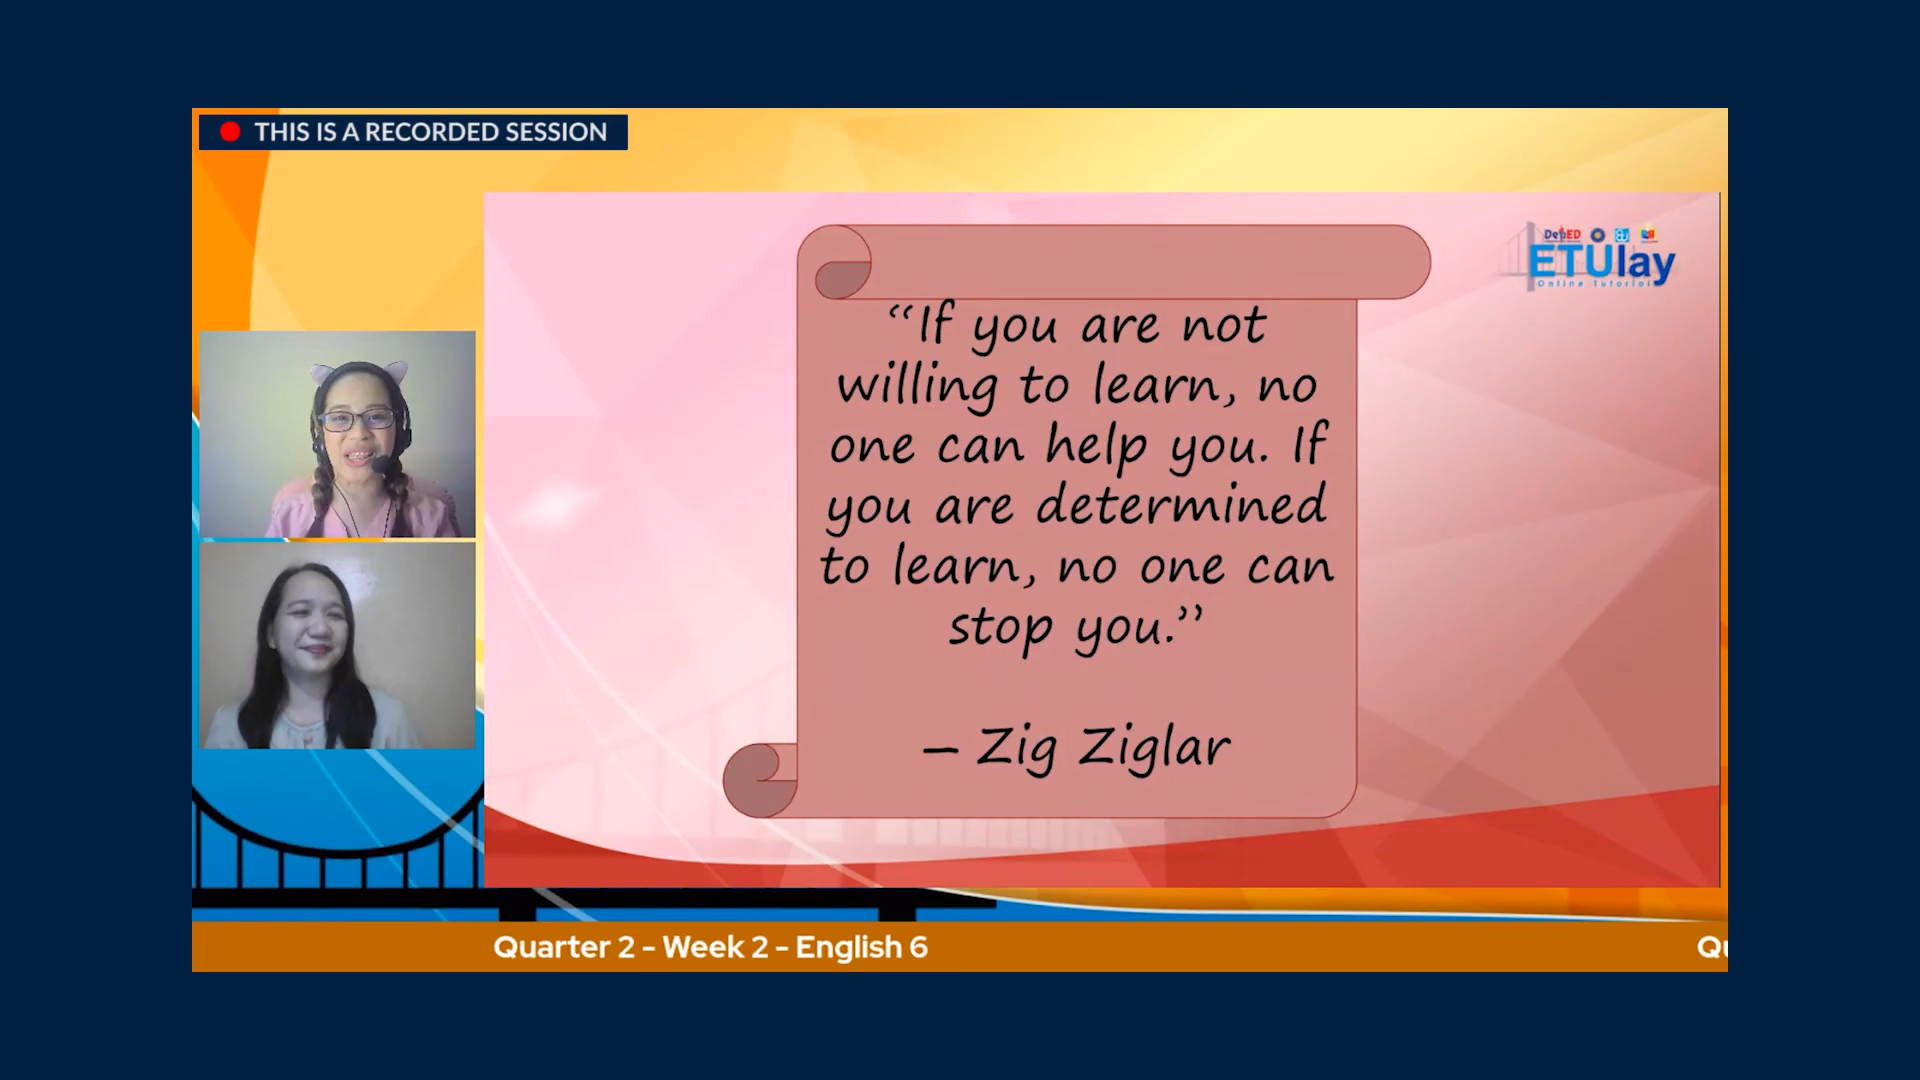 THIS IS A RECORDED SESSION
DepED
ETUlay
Online Tutorial
“If you are not
willing to learn, no
one can help you. If
you are determined
to learn, no one can
stop you.”
– Zig Ziglar
Quarter 2 - Week 2 - English 6
Qu